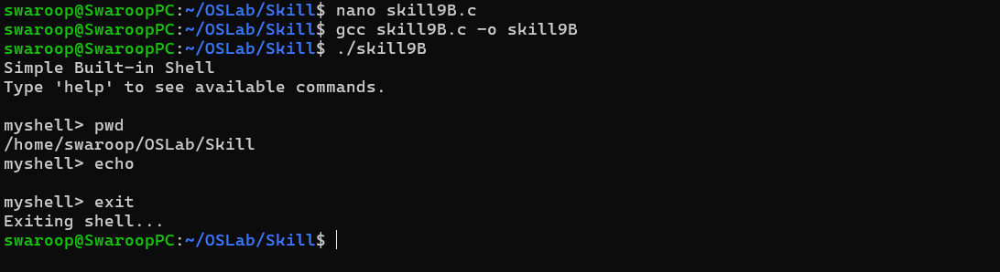 swaroop@SwaroopPC:~/OSLab/Skill$ nano skill9B.c
swaroop@SwaroopPC:~/OSLab/Skill$ gcc skill9B.c -o skill9B
swaroop@SwaroopPC:~/OSLab/Skill$ ./skill9B
Simple Built-in Shell
Type 'help' to see available commands.
myshell> pwd
/home/swaroop/OSLab/Skill
myshell> echo
myshell> exit
Exiting shell...
swaroop@SwaroopPC:~/OSLab/Skill$